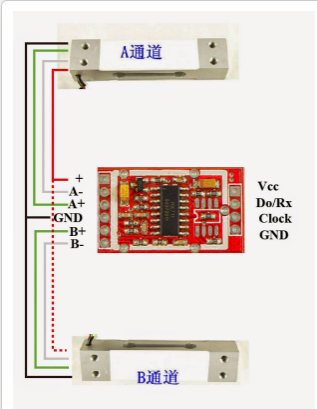 A通道
+
A-
A+
GND
B+
B-
Vcc
Do/Rx
Clock
GND
B通道